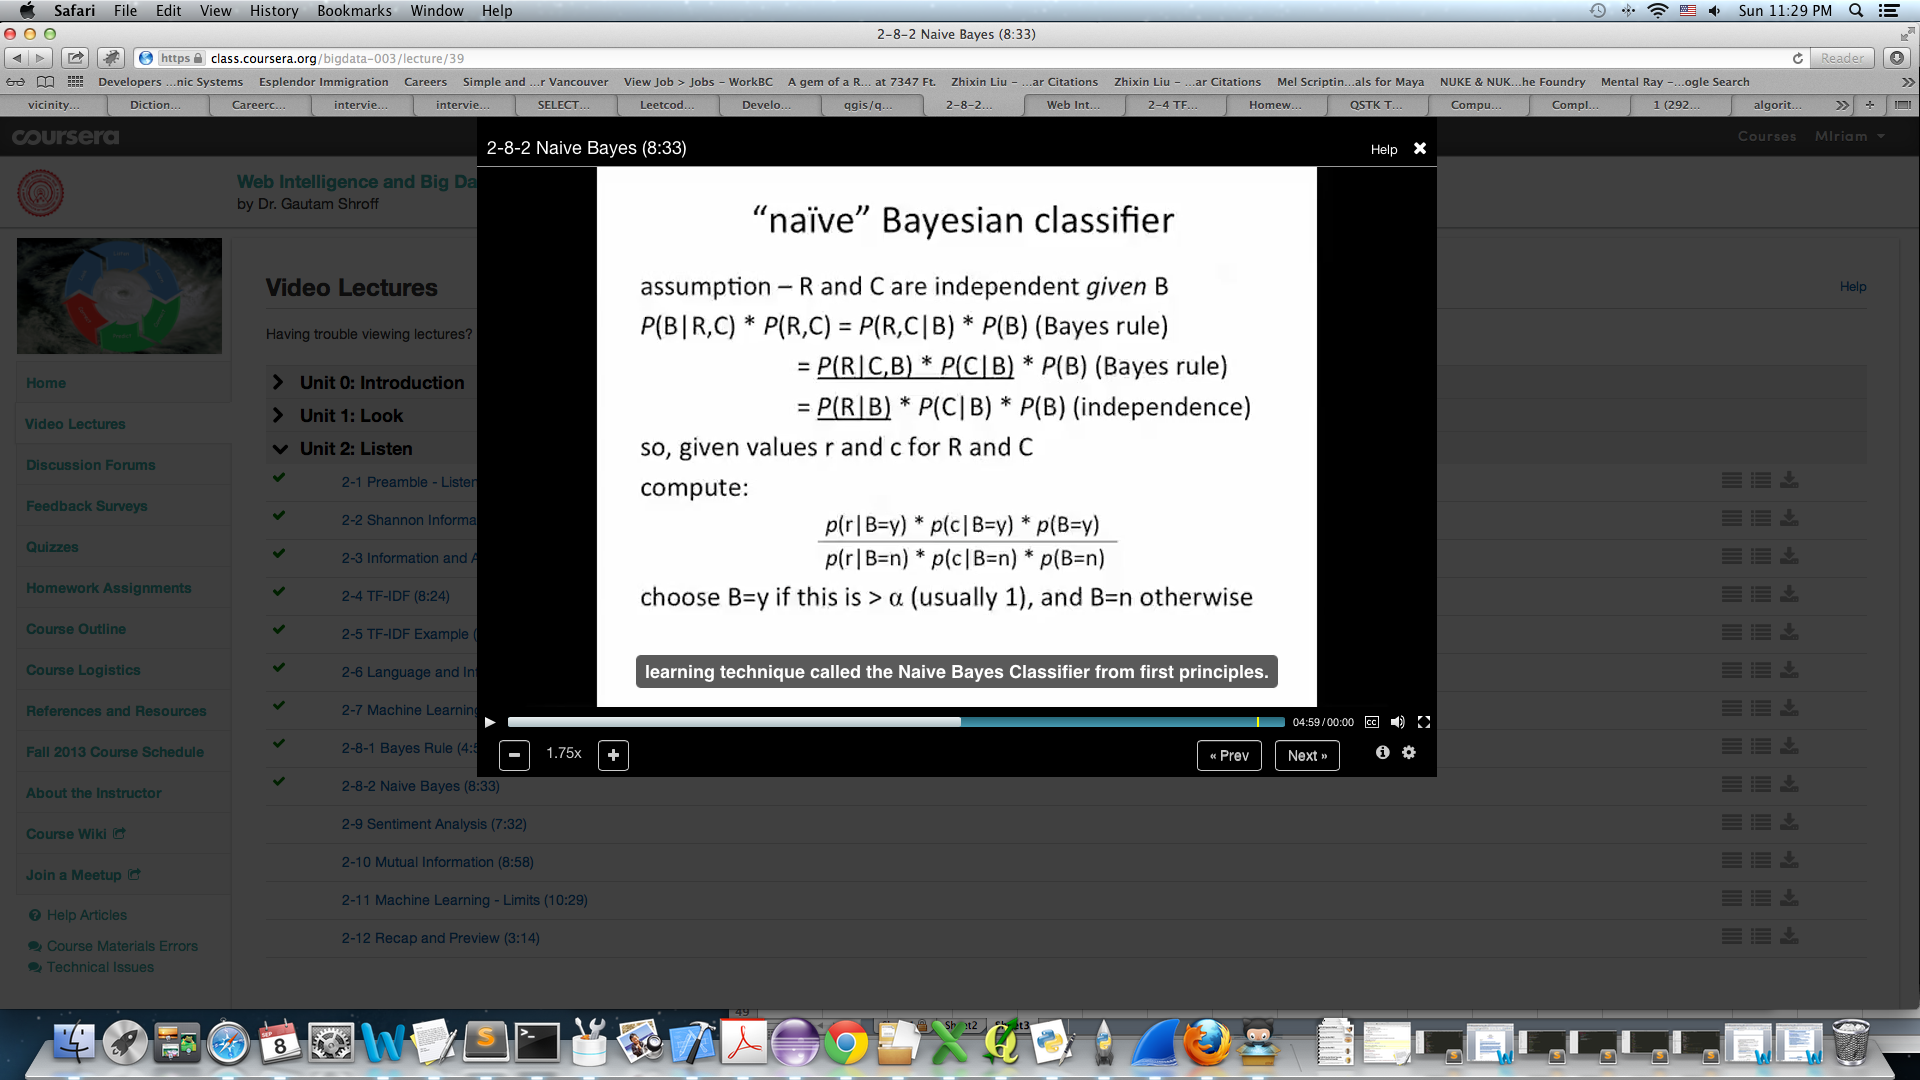 Safari File Edit View History Bookmarks Window Help
Sun 11:29 PM
2-8-2 Naive Bayes (8:33)
https class.coursera.org/bigdata-003/lecture/39
Reader
Developers ...nic Systems Esplendor Immigration Careers Simple and ...r Vancouver View Job > Jobs - WorkBC A gem of a R... at 7347 Ft. Zhixin Liu - ...ar Citations Zhixin Liu - ...ar Citations Mel Scriptin...als for Maya NUKE & NUK...he Foundry Mental Ray -...ogle Search
vicinity... Diction... Careerc... intervie... intervie... SELECT... Leetcod... Develo... qgis/q... 2-8-2... Web Int... 2-4 TF... Homew... QSTK T... Compu... Compl... 1 (292... algorit...
coursera
Courses MIriam
2-8-2 Naive Bayes (8:33)
Help
Web Intelligence and Big Da
by Dr. Gautam Shroff
Home
Video Lectures
Discussion Forums
Feedback Surveys
Quizzes
Homework Assignments
Course Outline
Course Logistics
References and Resources
Fall 2013 Course Schedule
About the Instructor
Course Wiki
Join a Meetup
Help Articles
Course Materials Errors
Technical Issues
Video Lectures
Help
Having trouble viewing lectures?
Unit 0: Introduction
Unit 1: Look
Unit 2: Listen
2-1 Preamble - Listen
2-2 Shannon Informa
2-3 Information and A
2-4 TF-IDF (8:24)
2-5 TF-IDF Example (
2-6 Language and In
2-7 Machine Learning
2-8-1 Bayes Rule (4:5
2-8-2 Naive Bayes (8:33)
2-9 Sentiment Analysis (7:32)
2-10 Mutual Information (8:58)
2-11 Machine Learning - Limits (10:29)
2-12 Recap and Preview (3:14)
“naïve” Bayesian classifier
assumption – R and C are independent given B
P(B|R,C) * P(R,C) = P(R,C|B) * P(B) (Bayes rule)
= P(R|C,B) * P(C|B) * P(B) (Bayes rule)
= P(R|B) * P(C|B) * P(B) (independence)
so, given values r and c for R and C
compute:
p(r|B=y) * p(c|B=y) * p(B=y)
p(r|B=n) * p(c|B=n) * p(B=n)
choose B=y if this is > α (usually 1), and B=n otherwise
learning technique called the Naive Bayes Classifier from first principles.
04:59/00:00 CC
1.75x
« Prev Next »
49
Sheet2 Sheet3
SEP
8